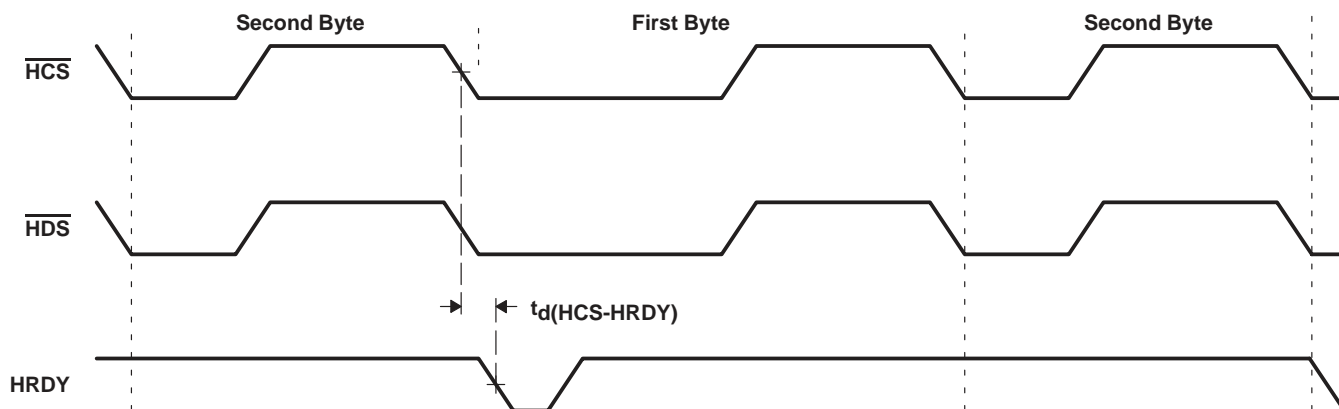 Second Byte First Byte Second Byte
HCS
HDS
td(HCS-HRDY)
HRDY